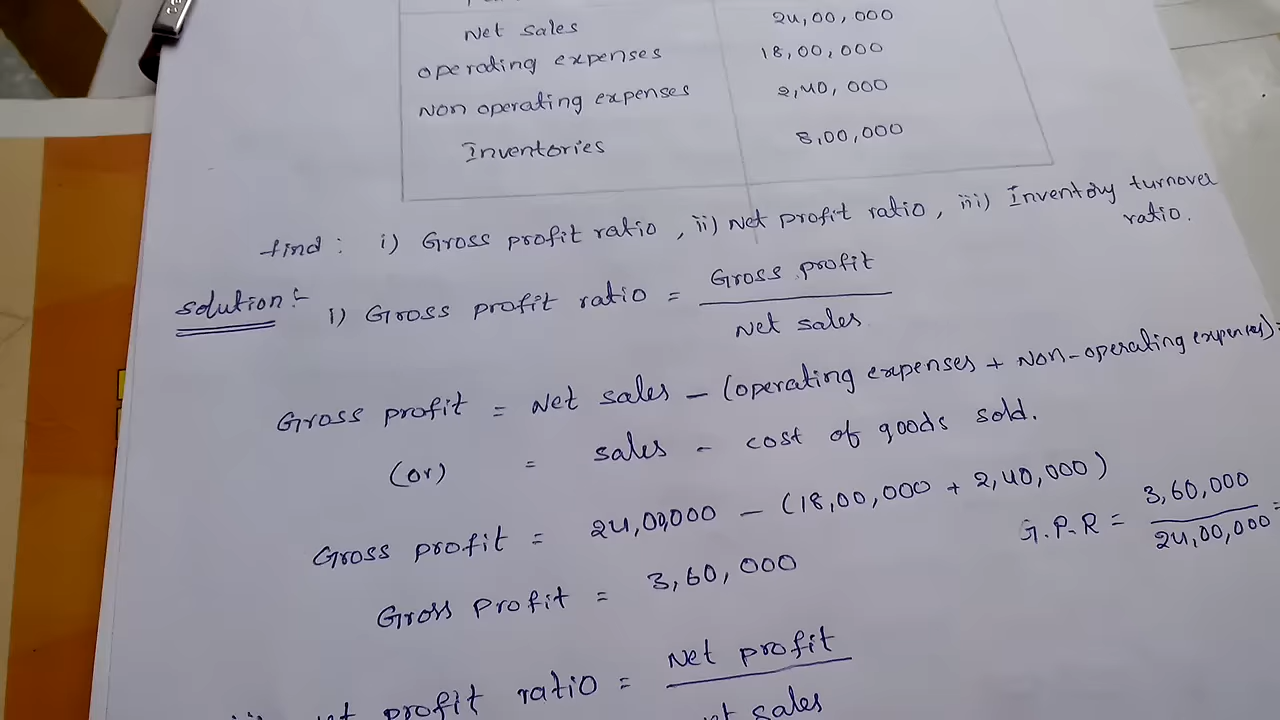 Net sales 24,00,000
operating expenses 18,00,000
Non operating expenses 2,40,000
Inventories 8,00,000
find: i) Gross profit ratio, ii) Net profit ratio, iii) Inventory turnover ratio.
Solution:-
i) Gross profit ratio = Gross profit / Net sales
Gross profit = Net sales - (operating expenses + Non-operating expenses):
(or) = sales - cost of goods sold.
Gross profit = 24,00,000 - (18,00,000 + 2,40,000)
Gross Profit = 3,60,000
G.P.R = 3,60,000 / 24,00,000 =
profit ratio = Net profit / sales